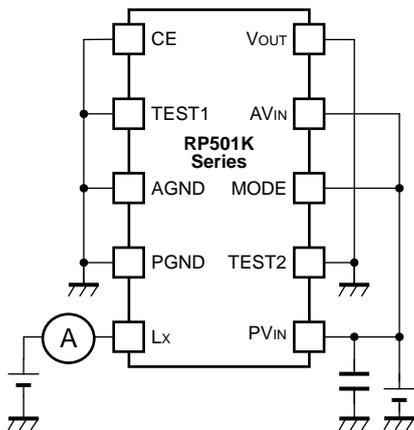 CE VOUT
TEST1 AVIN
RP501K
Series
AGND MODE
PGND TEST2
A LX PVIN